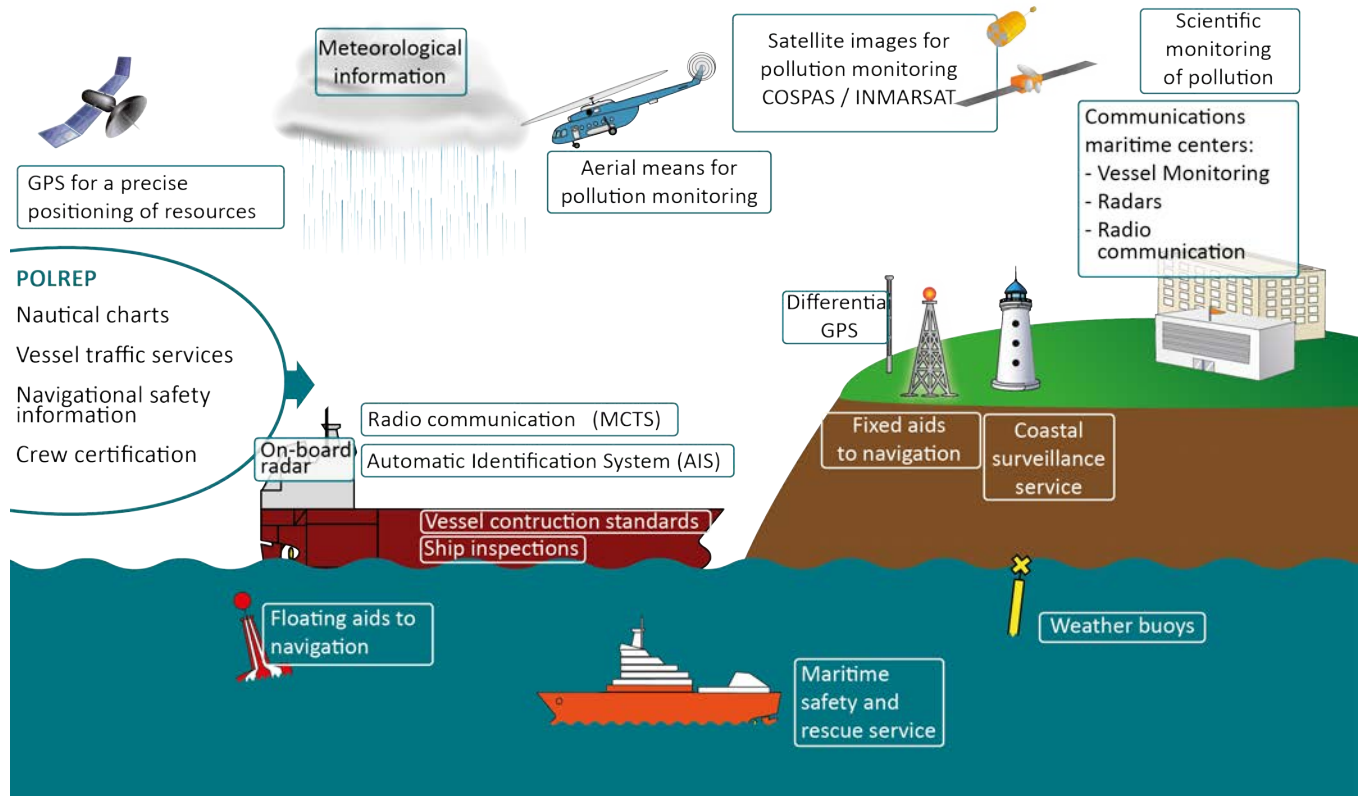 Meteorological
information
Satellite images for
pollution monitoring
COSPAS / INMARSAT
Scientific
monitoring
of pollution
GPS for a precise
positioning of resources
Aerial means for
pollution monitoring
Communications
maritime centers:
- Vessel Monitoring
- Radars
- Radio
communication
POLREP
Nautical charts
Vessel traffic services
Navigational safety
information
Crew certification
Differentia
GPS
Radio communication (MCTS)
On-board
radar
Automatic Identification System (AIS)
Fixed aids
to navigation
Coastal
surveillance
service
Vessel contruction standards
Ship inspections
Floating aids to
navigation
Weather buoys
Maritime
safety and
rescue service